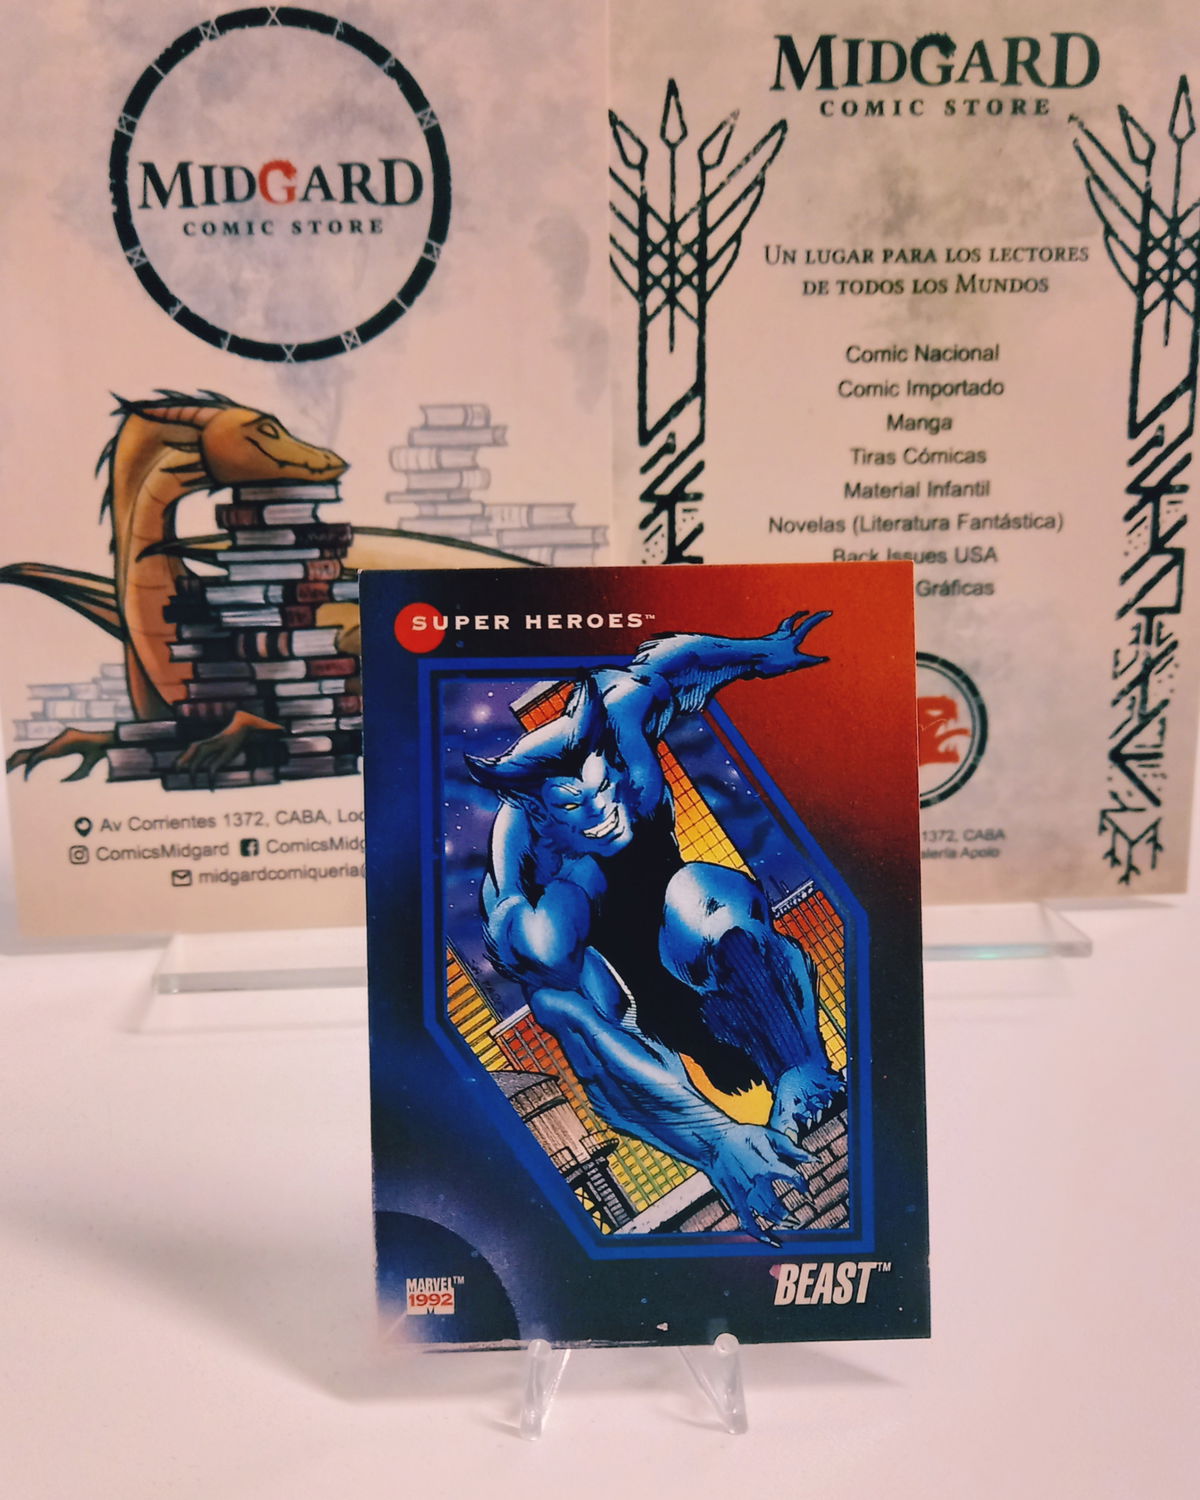 MIDGARD
COMIC STORE
Av Corrientes 1372, CABA, Loc
ComicsMidgard ComicsMidg
midgardcomiqueria@
MIDGARD
COMIC STORE
UN LUGAR PARA LOS LECTORES
DE TODOS LOS MUNDOS
Comic Nacional
Comic Importado
Manga
Tiras Cómicas
Material Infantil
Novelas (Literatura Fantástica)
Back Issues USA
Gráficas
1372, CABA
alería Apolo
SUPER HEROES™
MARVEL™
1992
BEAST™